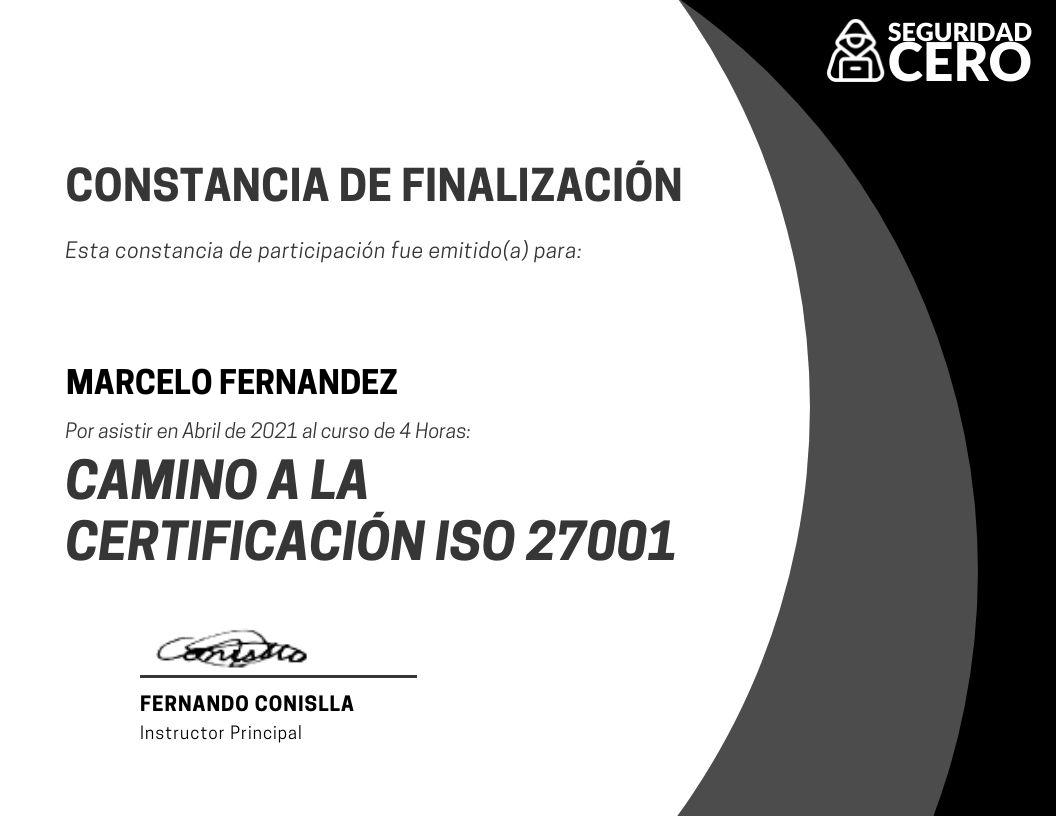 SEGURIDAD
CERO
CONSTANCIA DE FINALIZACIÓN
Esta constancia de participación fue emitido(a) para:
MARCELO FERNANDEZ
Por asistir en Abril de 2021 al curso de 4 Horas:
CAMINO A LA
CERTIFICACIÓN ISO 27001
Conislla
FERNANDO CONISLLA
Instructor Principal